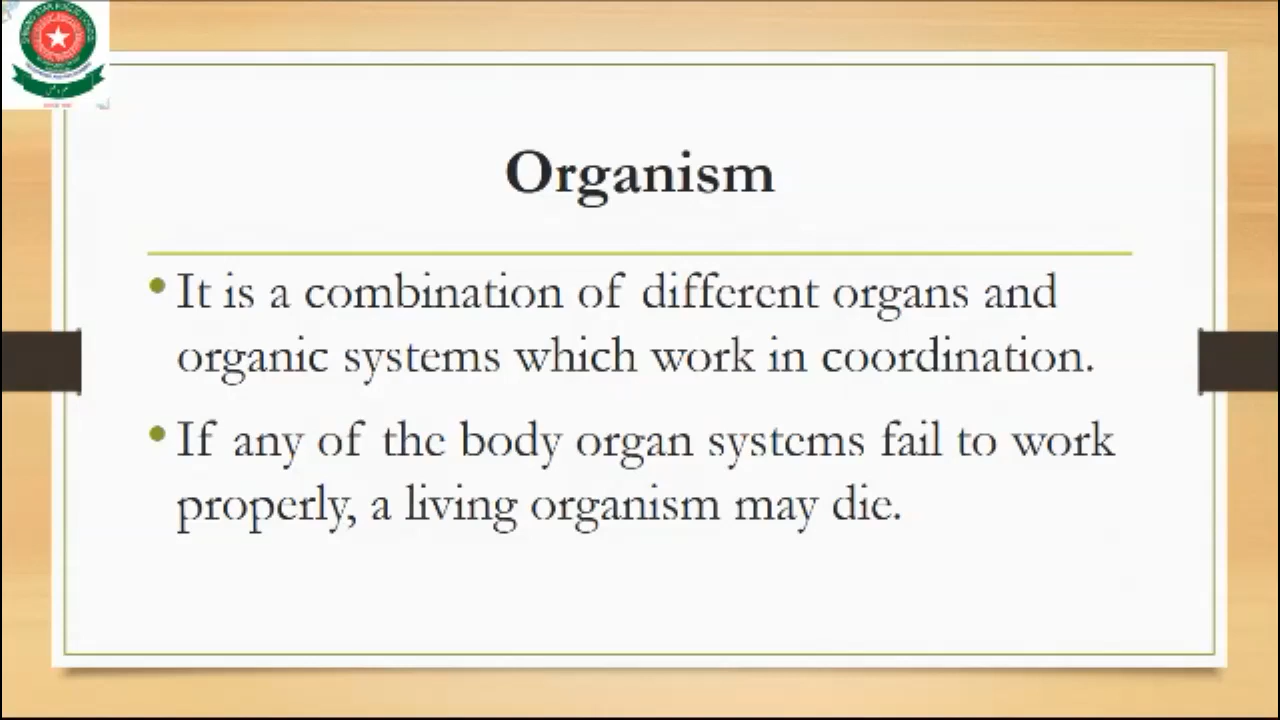 Organism
• It is a combination of different organs and
organic systems which work in coordination.
• If any of the body organ systems fail to work
properly, a living organism may die.